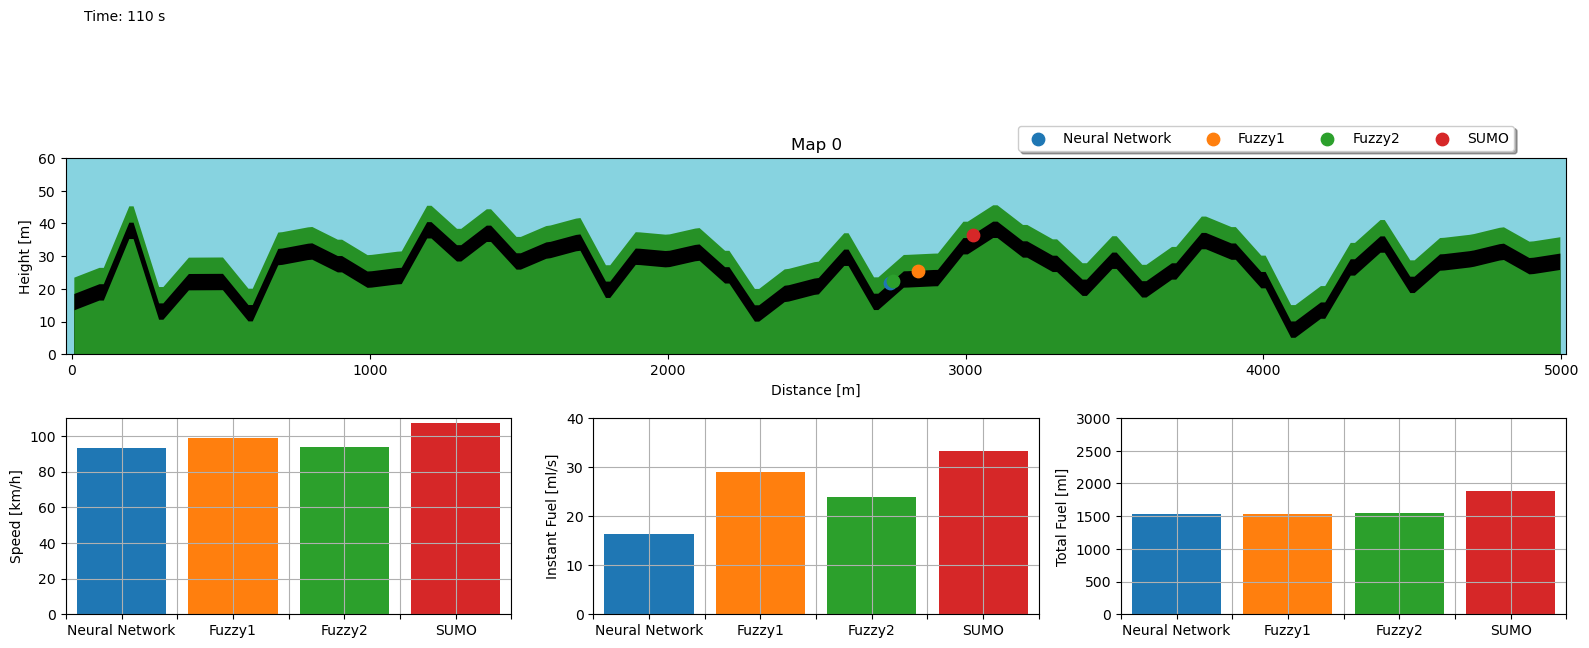 Time: 110 s
Neural Network Fuzzy1 Fuzzy2 SUMO
Map 0
Height [m]
60
50
40
30
20
10
0
0 1000 2000 3000 4000 5000
Distance [m]
Speed [km/h]
100
80
60
40
20
0
Neural Network Fuzzy1 Fuzzy2 SUMO
Instant Fuel [ml/s]
40
30
20
10
0
Neural Network Fuzzy1 Fuzzy2 SUMO
Total Fuel [ml]
3000
2500
2000
1500
1000
500
0
Neural Network Fuzzy1 Fuzzy2 SUMO